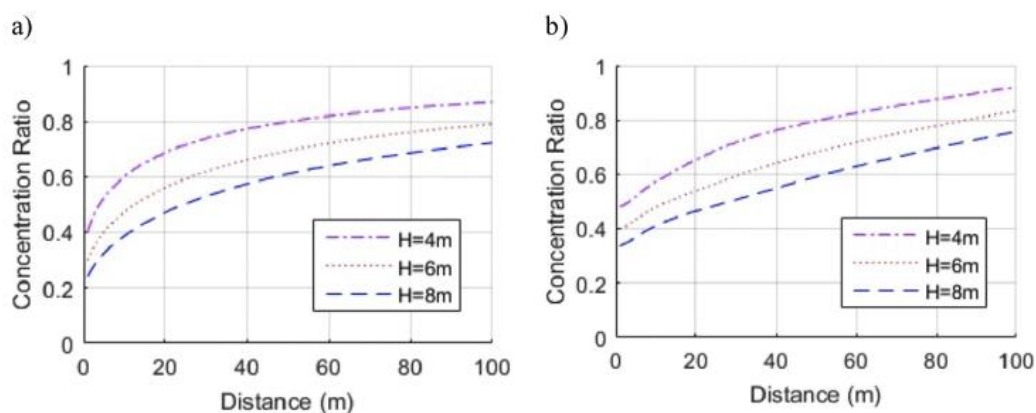 a)
b)
1
0.8
0.6
0.4
0.2
0
Concentration Ratio
H=4m
H=6m
H=8m
0 20 40 60 80 100
Distance (m)
1
0.8
0.6
0.4
0.2
0
Concentration Ratio
H=4m
H=6m
H=8m
0 20 40 60 80 100
Distance (m)